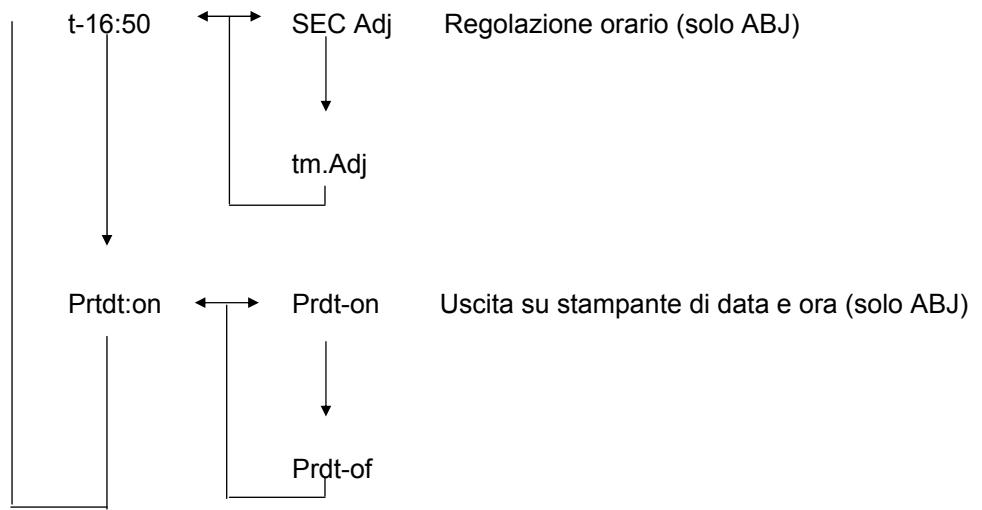 t-16:50 SEC Adj Regolazione orario (solo ABJ)
tm.Adj
Prtdt:on Prdt-on Uscita su stampante di data e ora (solo ABJ)
Prdt-of